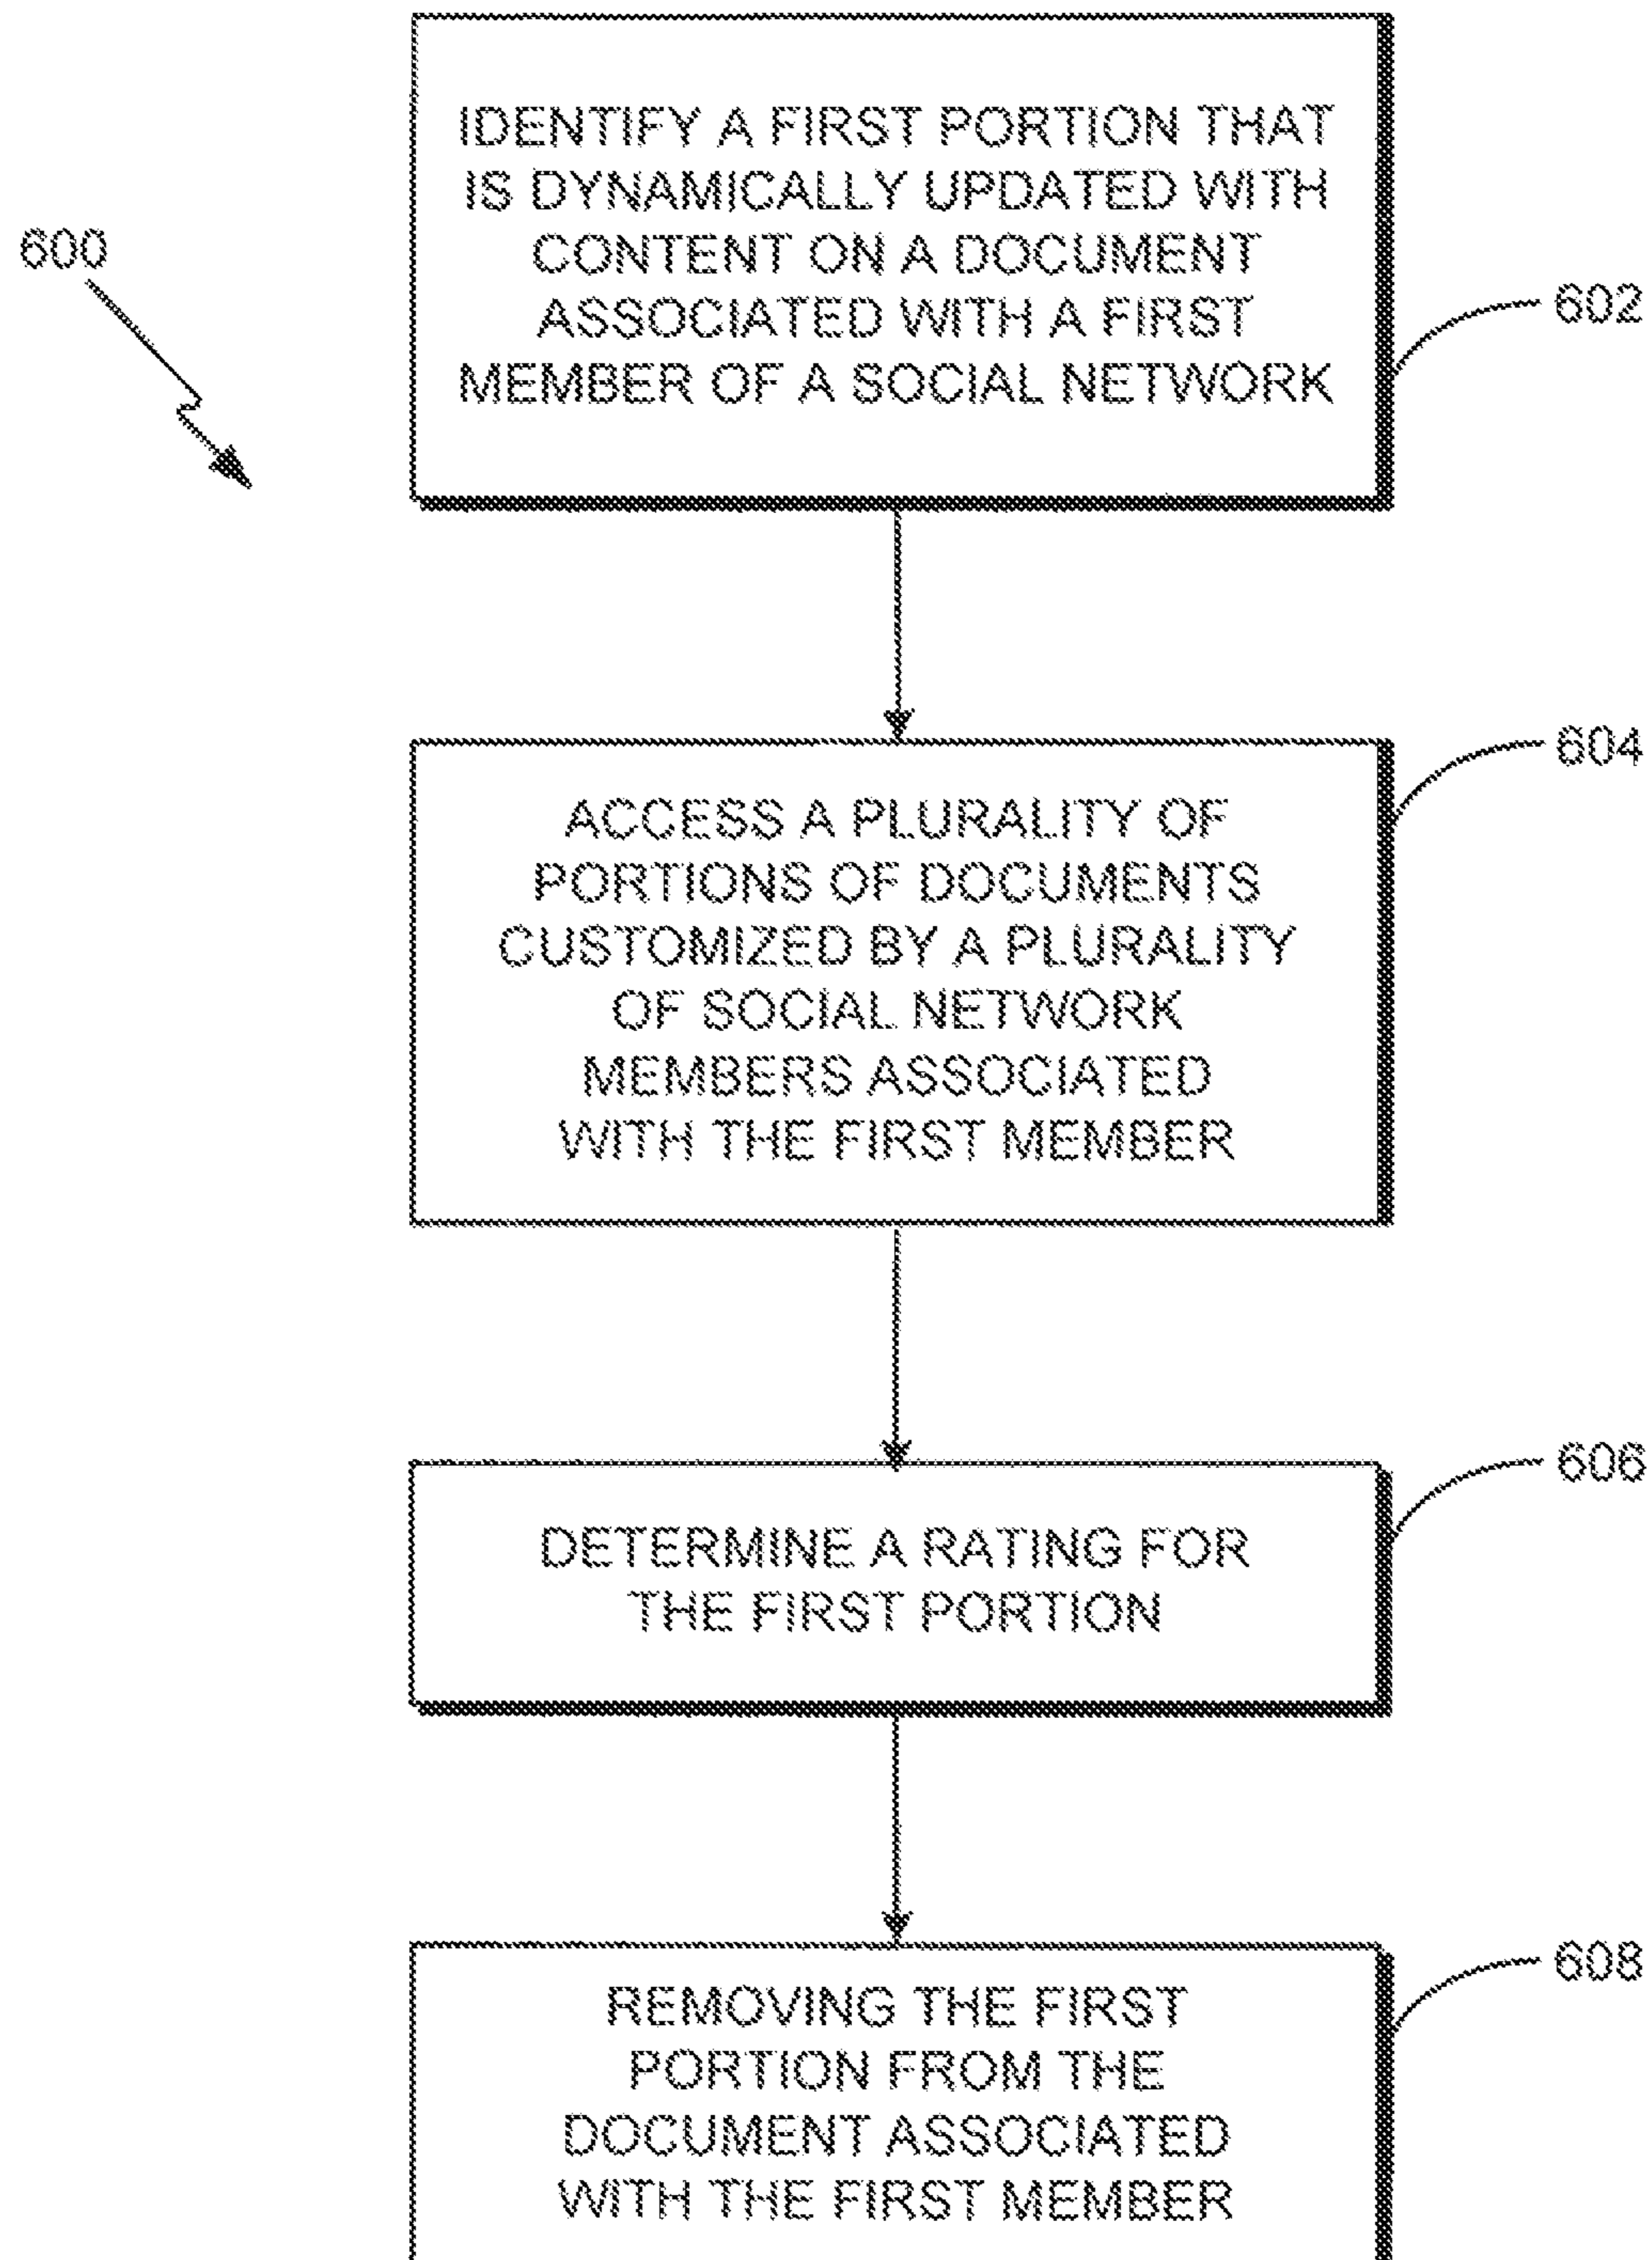 600
IDENTIFY A FIRST PORTION THAT
IS DYNAMICALLY UPDATED WITH
CONTENT ON A DOCUMENT
ASSOCIATED WITH A FIRST
MEMBER OF A SOCIAL NETWORK
602
ACCESS A PLURALITY OF
PORTIONS OF DOCUMENTS
CUSTOMIZED BY A PLURALITY
OF SOCIAL NETWORK
MEMBERS ASSOCIATED
WITH THE FIRST MEMBER
604
DETERMINE A RATING FOR
THE FIRST PORTION
606
REMOVING THE FIRST
PORTION FROM THE
DOCUMENT ASSOCIATED
WITH THE FIRST MEMBER
608